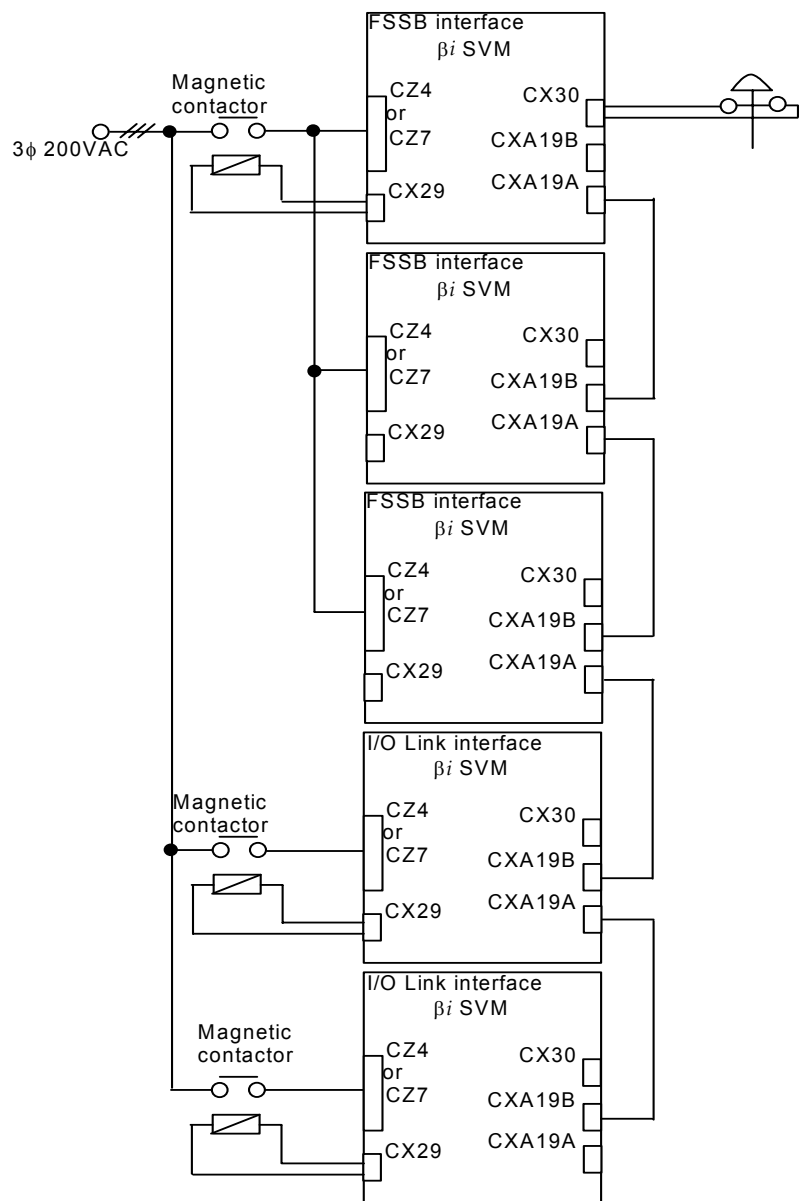 FSSB interface
βi SVM
Magnetic
contactor
3ϕ 200VAC
CZ4
or
CZ7
CX29
CX30
CXA19B
CXA19A
FSSB interface
βi SVM
CZ4
or
CZ7
CX29
CX30
CXA19B
CXA19A
FSSB interface
βi SVM
CZ4
or
CZ7
CX29
CX30
CXA19B
CXA19A
I/O Link interface
βi SVM
Magnetic
contactor
CZ4
or
CZ7
CX29
CX30
CXA19B
CXA19A
I/O Link interface
βi SVM
Magnetic
contactor
CZ4
or
CZ7
CX29
CX30
CXA19B
CXA19A